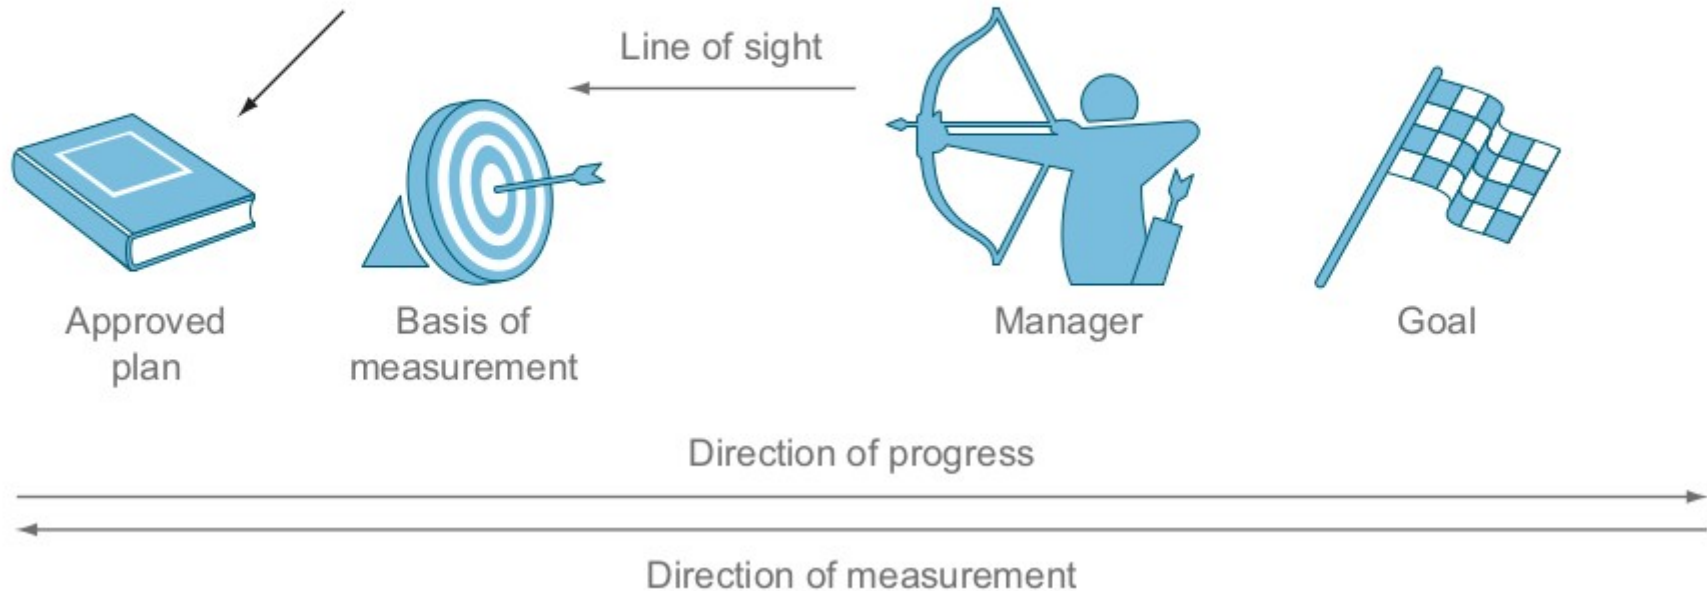 Line of sight
Approved
plan
Basis of
measurement
Manager
Goal
Direction of progress
Direction of measurement